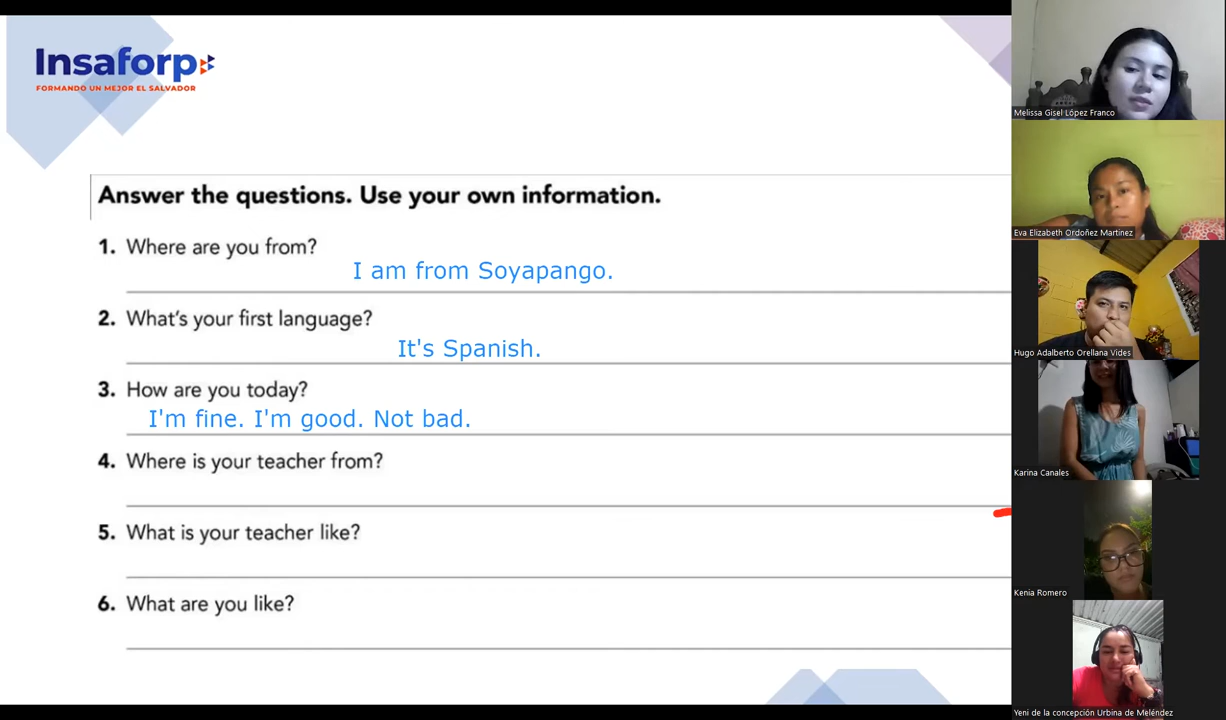 Insaforp
FORMANDO UN MEJOR EL SALVADOR
Answer the questions. Use your own information.
1. Where are you from?
I am from Soyapango.
2. What's your first language?
It's Spanish.
3. How are you today?
I'm fine. I'm good. Not bad.
4. Where is your teacher from?
5. What is your teacher like?
6. What are you like?
Melissa Gisel López Franco
Eva Elizabeth Ordoñez Martinez
Hugo Adalberto Orellana Vides
Karina Canales
Kenia Romero
Yeni de la concepción Urbina de Meléndez